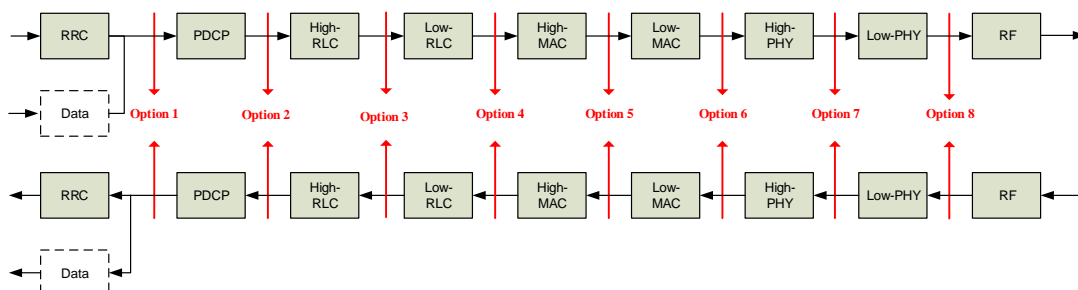 RRC
PDCP
High-
RLC
Low-
RLC
High-
MAC
Low-
MAC
High-
PHY
Low-PHY
RF
Data
Option 1
Option 2
Option 3
Option 4
Option 5
Option 6
Option 7
Option 8
RRC
PDCP
High-
RLC
Low-
RLC
High-
MAC
Low-
MAC
High-
PHY
Low-PHY
RF
Data